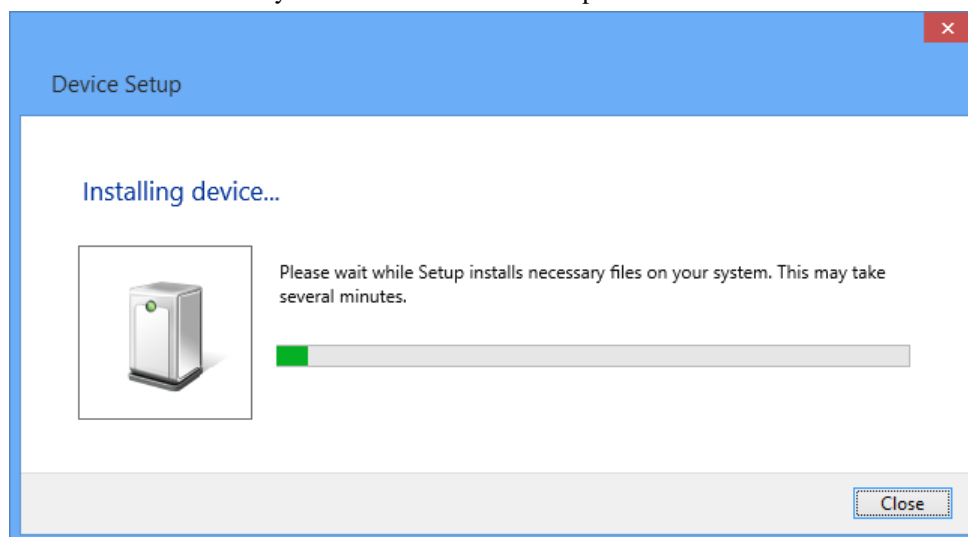 Device Setup
Installing device...
Please wait while Setup installs necessary files on your system. This may take
several minutes.
Close